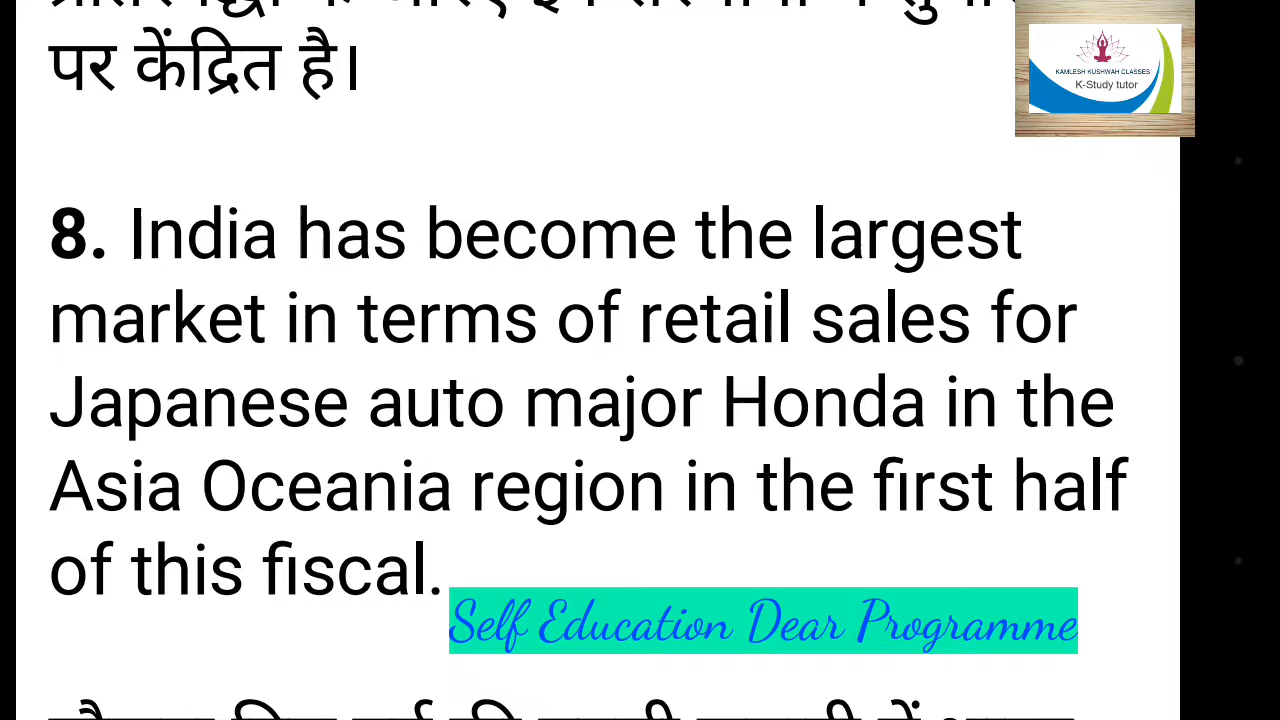 पर केंद्रित है।
KAMLESH KUSHWAH CLASSES
K-Study tutor
8. India has become the largest
market in terms of retail sales for
Japanese auto major Honda in the
Asia Oceania region in the first half
of this fiscal.
Self Education Dear Programme